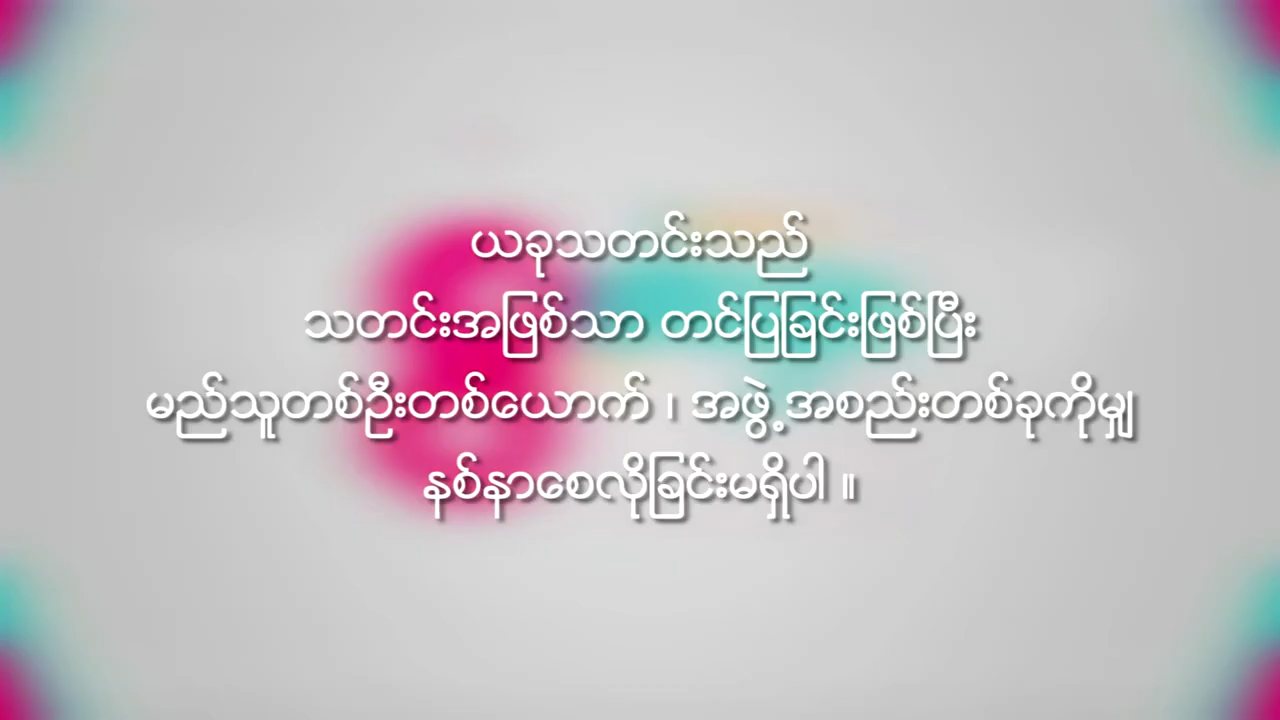 ယခုသတင်းသည်
သတင်းအဖြစ်သာ တင်ပြခြင်းဖြစ်ပြီး
မည်သူတစ်ဦးတစ်ယောက် ၊ အဖွဲ့အစည်းတစ်ခုကိုမျှ
နစ်နာစေလိုခြင်းမရှိပါ ။